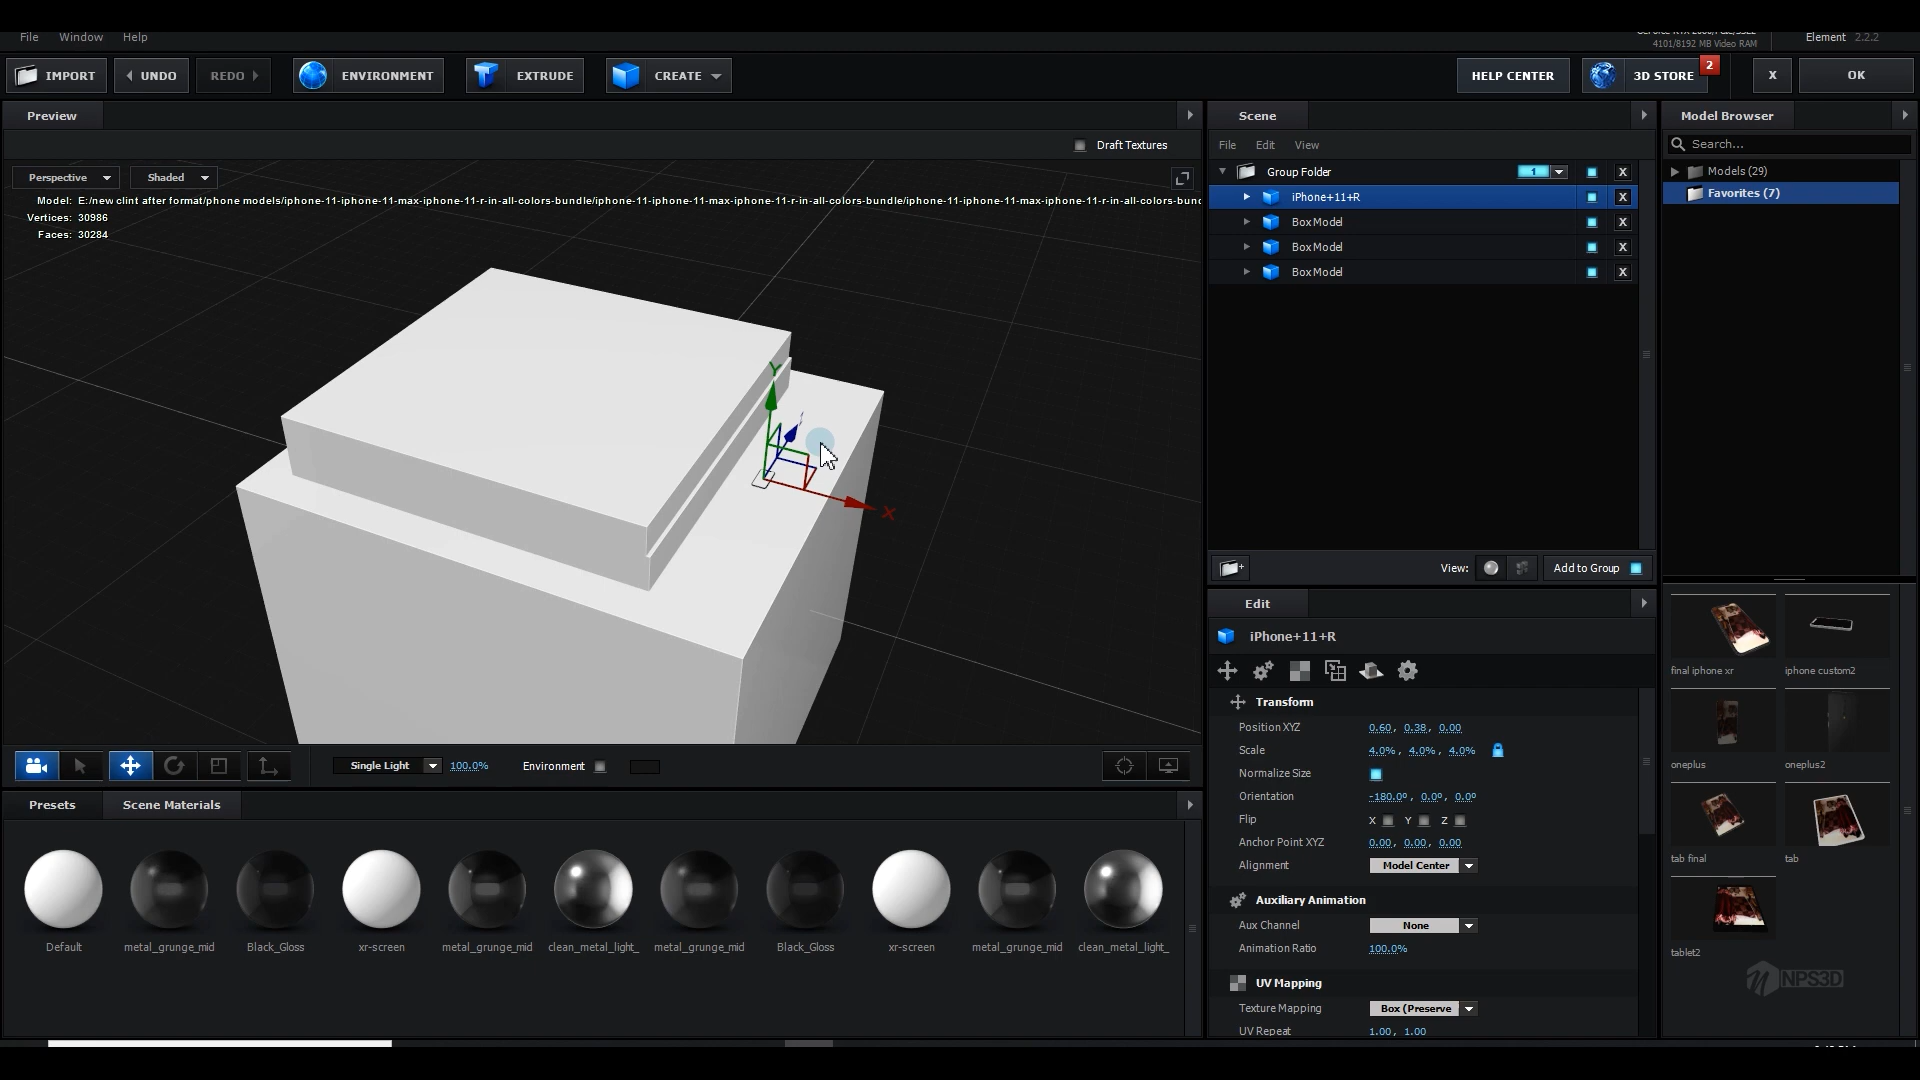 File Window Help
4101/8192 MB Video RAM
Element 2.2.2
IMPORT UNDO REDO ENVIRONMENT EXTRUDE CREATE HELP CENTER 3D STORE 2 X OK
Preview
Draft Textures
Perspective Shaded
Model: E:/new clint after format/phone models/iphone-11-iphone-11-max-iphone-11-r-in-all-colors-bundle/iphone-11-iphone-11-max-iphone-11-r-in-all-colors-bundle/iphone-11-iphone-11-max-iphone-11-r-in-all-colors-bund
Vertices: 30986
Faces: 30284
Y
X
Single Light 100.0% Environment
Presets Scene Materials
Default metal_grunge_mid Black_Gloss xr-screen metal_grunge_mid clean_metal_light_ metal_grunge_mid Black_Gloss xr-screen metal_grunge_mid clean_metal_light_
Scene
File Edit View
Group Folder 1 X
iPhone+11+R X
Box Model X
Box Model X
Box Model X
View: Add to Group
Edit
iPhone+11+R
Transform
Position XYZ 0.60, 0.38, 0.00
Scale 4.0%, 4.0%, 4.0%
Normalize Size
Orientation -180.0°, 0.0°, 0.0°
Flip X Y Z
Anchor Point XYZ 0.00, 0.00, 0.00
Alignment Model Center
Auxiliary Animation
Aux Channel None
Animation Ratio 100.0%
UV Mapping
Texture Mapping Box (Preserve
UV Repeat 1.00, 1.00
Model Browser
Search...
Models (29)
Favorites (7)
final iphone xr iphone custom2
oneplus oneplus2
tab final tab
tablet2
NPS3D